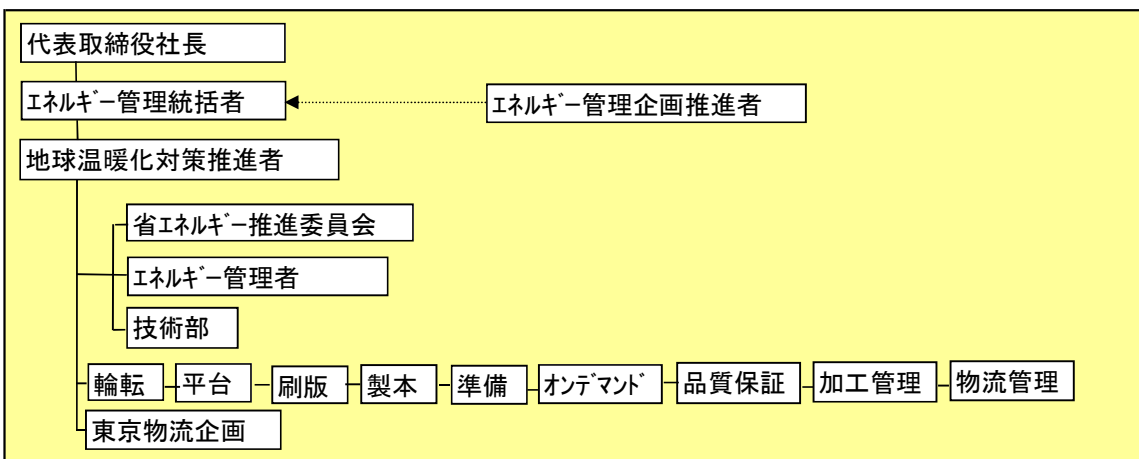 代表取締役社長
ｴﾈﾙｷﾞｰ管理統括者
ｴﾈﾙｷﾞｰ管理企画推進者
地球温暖化対策推進者
省ｴﾈﾙｷﾞｰ推進委員会
ｴﾈﾙｷﾞｰ管理者
技術部
輪転 平台 刷版 製本 準備 ｵﾝﾃﾞﾏﾝﾄﾞ 品質保証 加工管理 物流管理
東京物流企画